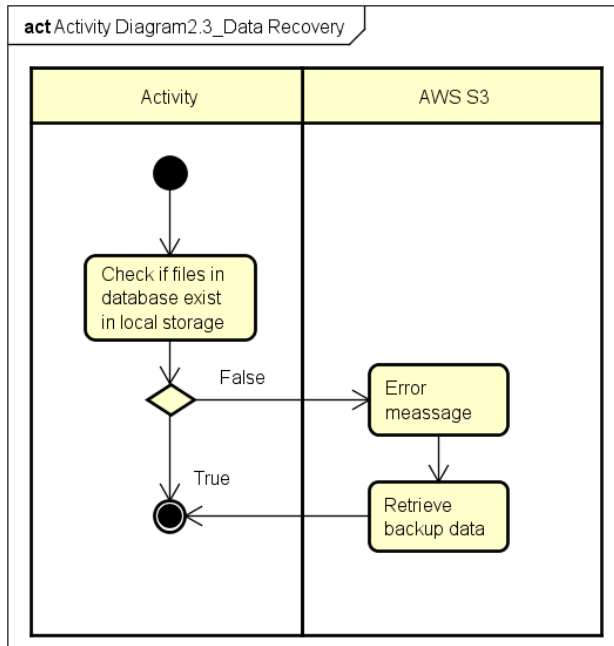 act Activity Diagram2.3_Data Recovery
Activity
AWS S3
Check if files in
database exist
in local storage
False
Error
meassage
True
Retrieve
backup data